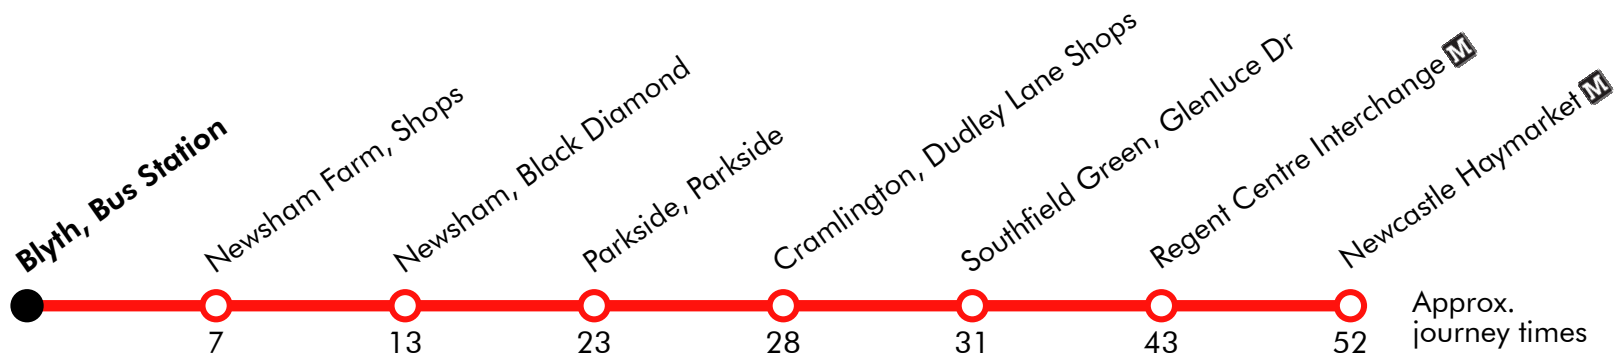 Blyth, Bus Station
Newsham Farm, Shops
Newsham, Black Diamond
Parkside, Parkside
Cramlington, Dudley Lane Shops
Southfield Green, Glenluce Dr
Regent Centre Interchange M
Newcastle Haymarket M
7 13 23 28 31 43 52
Approx.
journey times